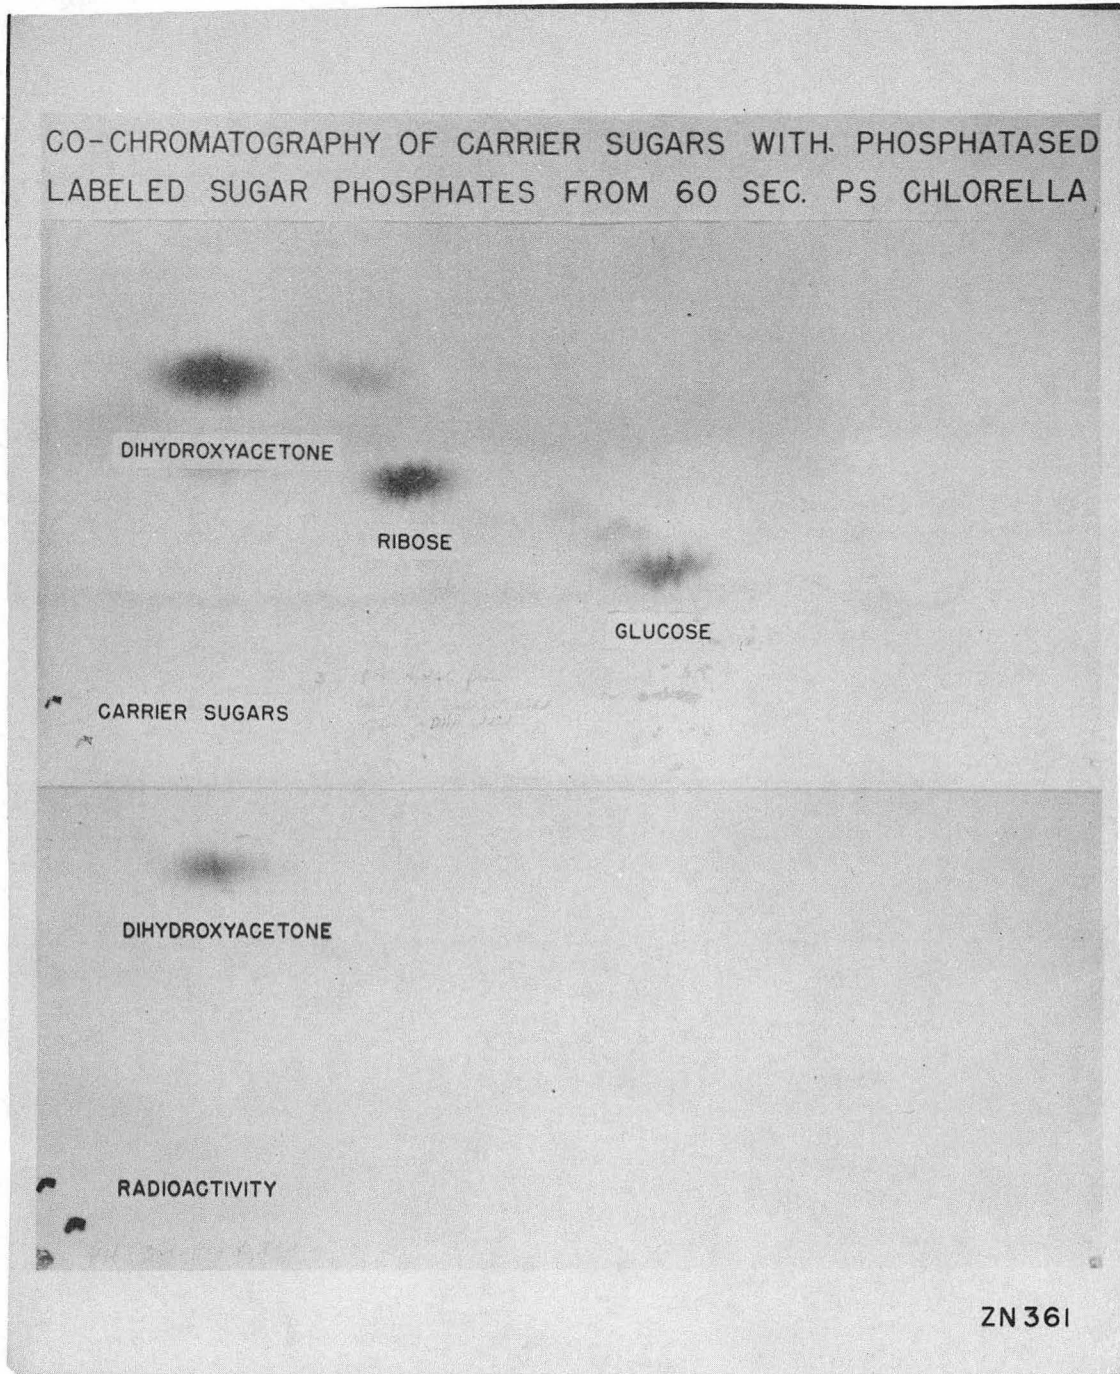 CO-CHROMATOGRAPHY OF CARRIER SUGARS WITH. PHOSPHATASED
LABELED SUGAR PHOSPHATES FROM 60 SEC. PS CHLORELLA
DIHYDROXYACETONE
RIBOSE
GLUCOSE
CARRIER SUGARS
DIHYDROXYACETONE
RADIOACTIVITY
ZN361